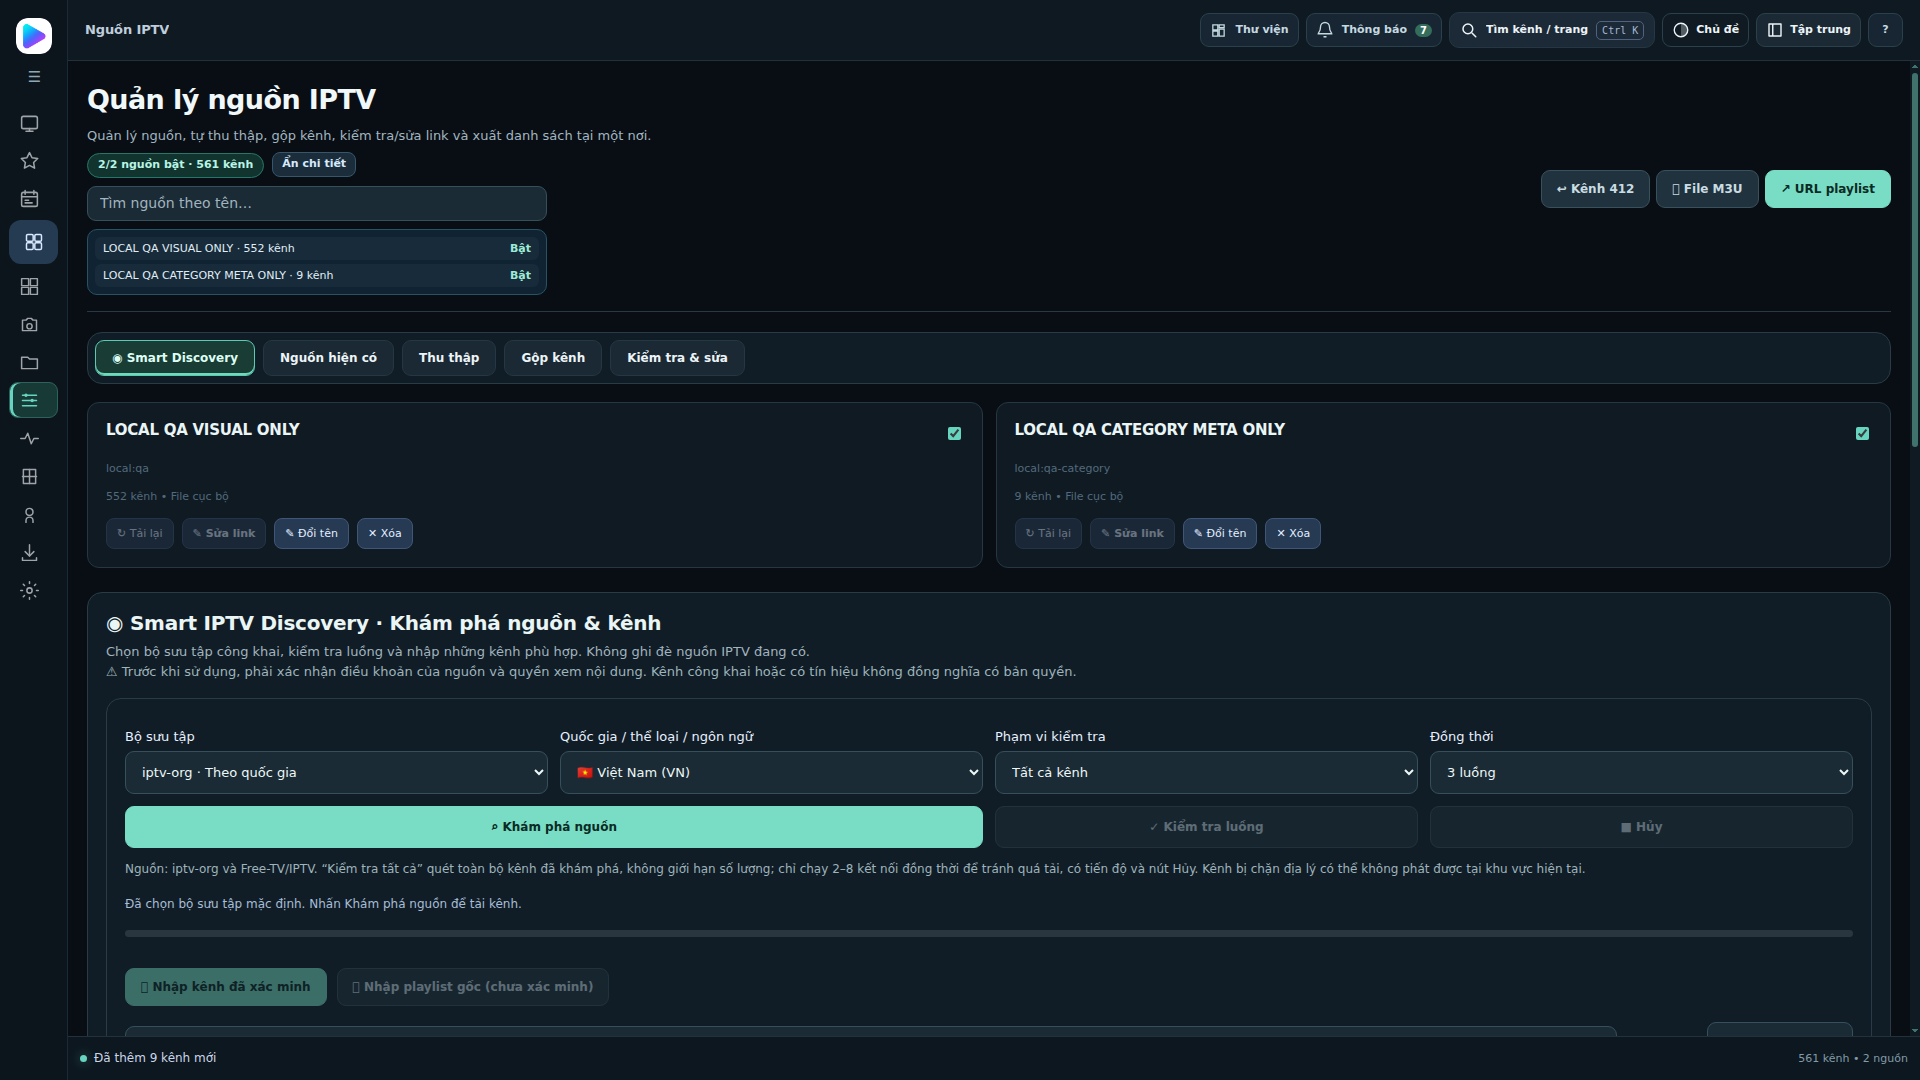 Nguồn IPTV
Thư viện
Thông báo 7
Tìm kênh / trang Ctrl K
Chủ đề
Tập trung
?
Quản lý nguồn IPTV
Quản lý nguồn, tự thu thập, gộp kênh, kiểm tra/sửa link và xuất danh sách tại một nơi.
2/2 nguồn bật · 561 kênh
Ẩn chi tiết
Tìm nguồn theo tên...
LOCAL QA VISUAL ONLY · 552 kênh Bật
LOCAL QA CATEGORY META ONLY · 9 kênh Bật
↩ Kênh 412
File M3U
↗ URL playlist
◉ Smart Discovery
Nguồn hiện có
Thu thập
Gộp kênh
Kiểm tra & sửa
LOCAL QA VISUAL ONLY
local:qa
552 kênh • File cục bộ
↻ Tải lại
✎ Sửa link
✎ Đổi tên
✕ Xóa
LOCAL QA CATEGORY META ONLY
local:qa-category
9 kênh • File cục bộ
↻ Tải lại
✎ Sửa link
✎ Đổi tên
✕ Xóa
◉ Smart IPTV Discovery · Khám phá nguồn & kênh
Chọn bộ sưu tập công khai, kiểm tra luồng và nhập những kênh phù hợp. Không ghi đè nguồn IPTV đang có.
⚠ Trước khi sử dụng, phải xác nhận điều khoản của nguồn và quyền xem nội dung. Kênh công khai hoặc có tín hiệu không đồng nghĩa có bản quyền.
Bộ sưu tập
iptv-org · Theo quốc gia
Quốc gia / thể loại / ngôn ngữ
Việt Nam (VN)
Phạm vi kiểm tra
Tất cả kênh
Đồng thời
3 luồng
⌕ Khám phá nguồn
✓ Kiểm tra luồng
■ Hủy
Nguồn: iptv-org và Free-TV/IPTV. “Kiểm tra tất cả” quét toàn bộ kênh đã khám phá, không giới hạn số lượng; chỉ chạy 2–8 kết nối đồng thời để tránh quá tải, có tiến độ và nút Hủy. Kênh bị chặn địa lý có thể không phát được tại khu vực hiện tại.
Đã chọn bộ sưu tập mặc định. Nhấn Khám phá nguồn để tải kênh.
Nhập kênh đã xác minh
Nhập playlist gốc (chưa xác minh)
Đã thêm 9 kênh mới
561 kênh • 2 nguồn